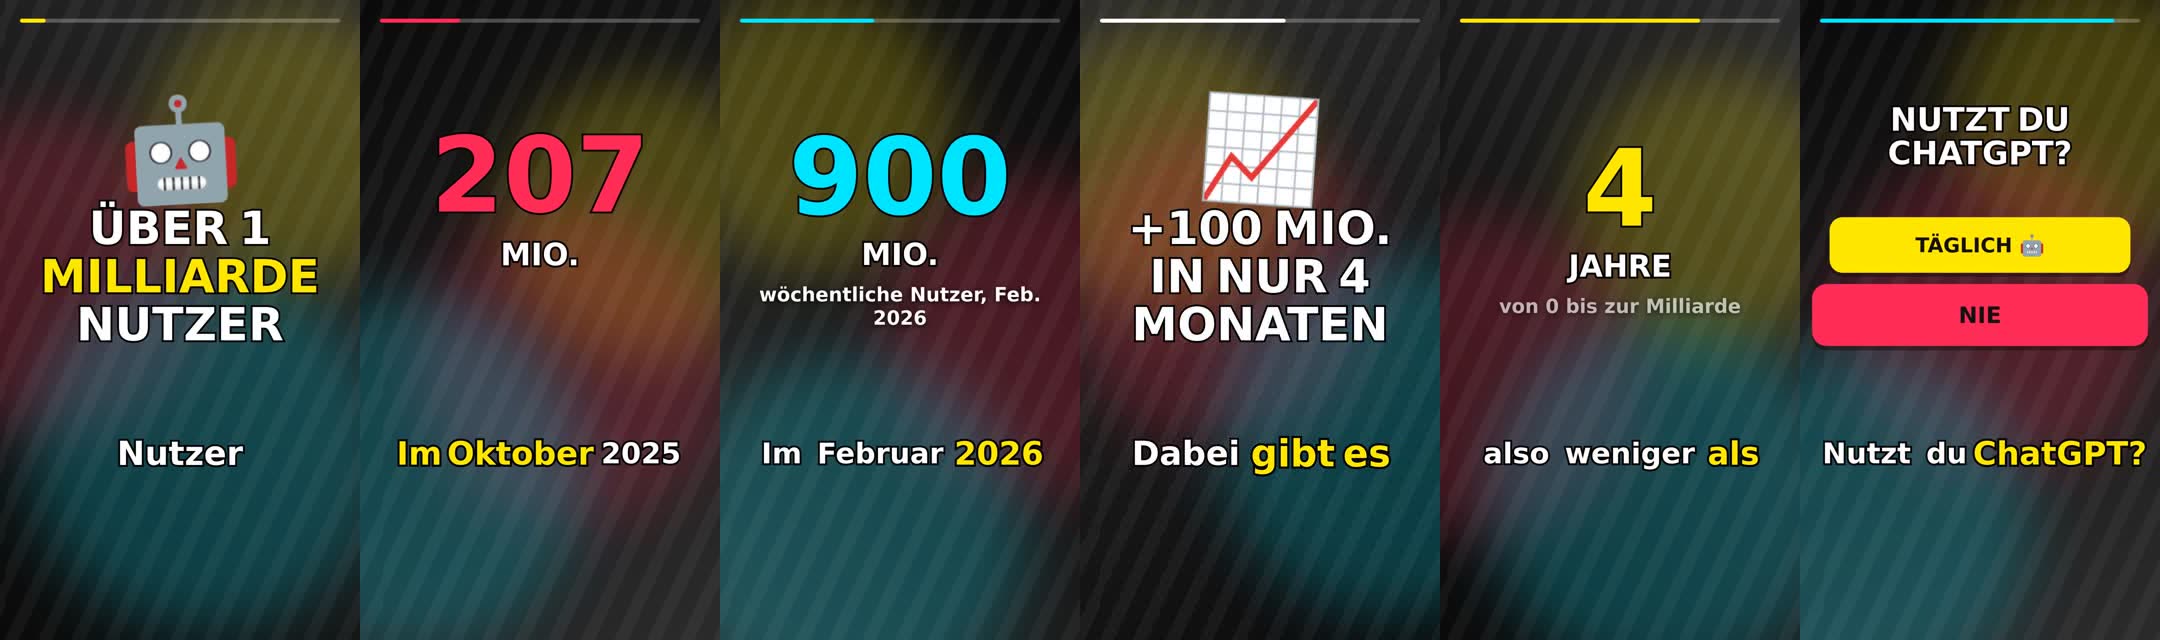 ÜBER 1
MILLIARDE
NUTZER
Nutzer
207
MIO.
Im Oktober 2025
900
MIO.
wöchentliche Nutzer, Feb.
2026
Im Februar 2026
+100 MIO.
IN NUR 4
MONATEN
Dabei gibt es
4
JAHRE
von 0 bis zur Milliarde
also weniger als
NUTZT DU
CHATGPT?
TÄGLICH 🤖
NIE
Nutzt du ChatGPT?